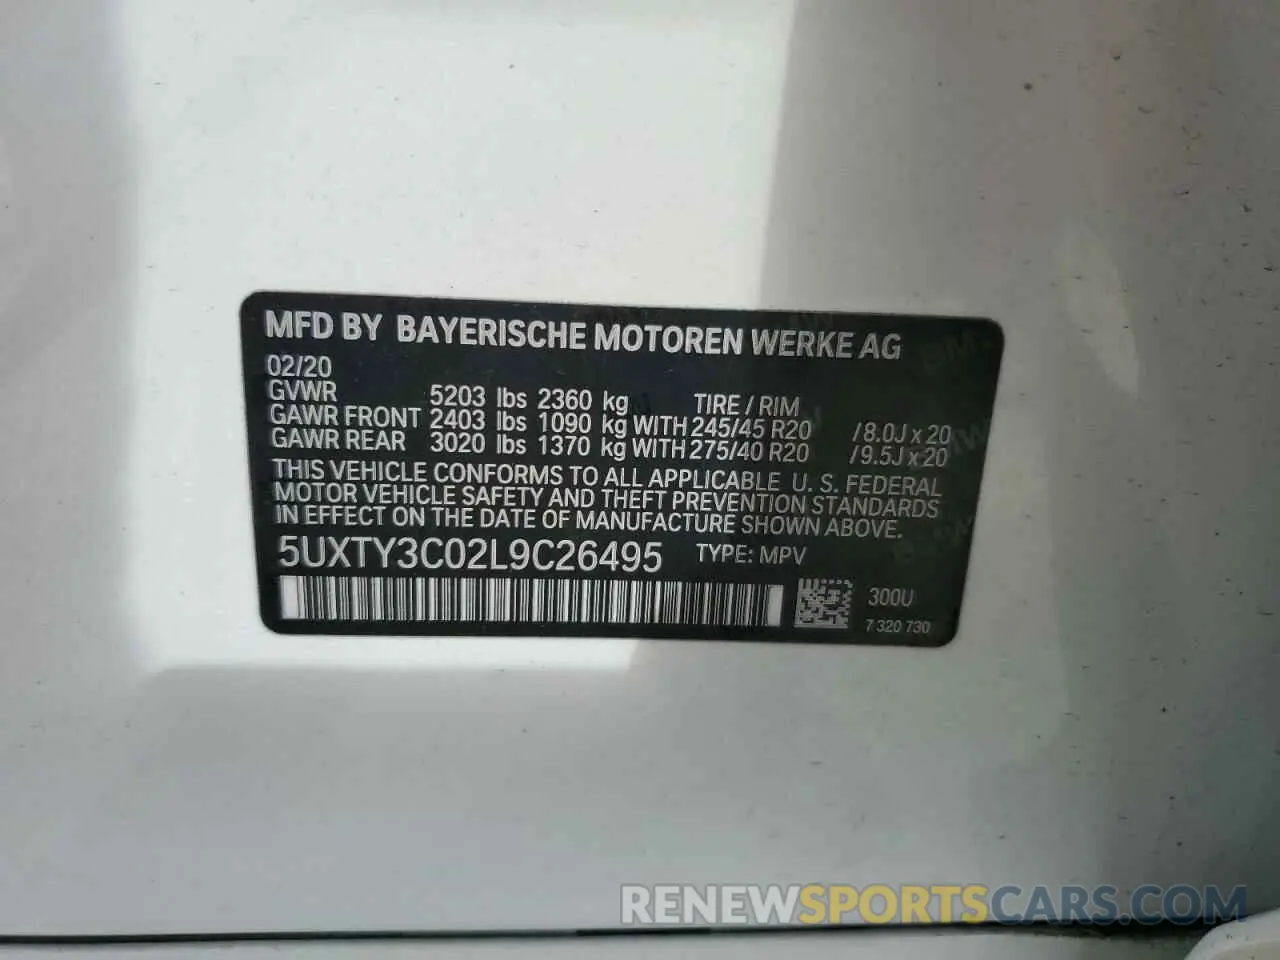 MFD BY BAYERISCHE MOTOREN WERKE AG
02/20
GVWR 5203 lbs 2360 kg TIRE / RIM
GAWR FRONT 2403 lbs 1090 kg WITH 245/45 R20 /8.0J x 20
GAWR REAR 3020 lbs 1370 kg WITH 275/40 R20 /9.5J x 20
THIS VEHICLE CONFORMS TO ALL APPLICABLE U. S. FEDERAL
MOTOR VEHICLE SAFETY AND THEFT PREVENTION STANDARDS
IN EFFECT ON THE DATE OF MANUFACTURE SHOWN ABOVE.
5UXTY3C02L9C26495 TYPE: MPV
300U
7 320 730
RENEWSPORTSCARS.COM